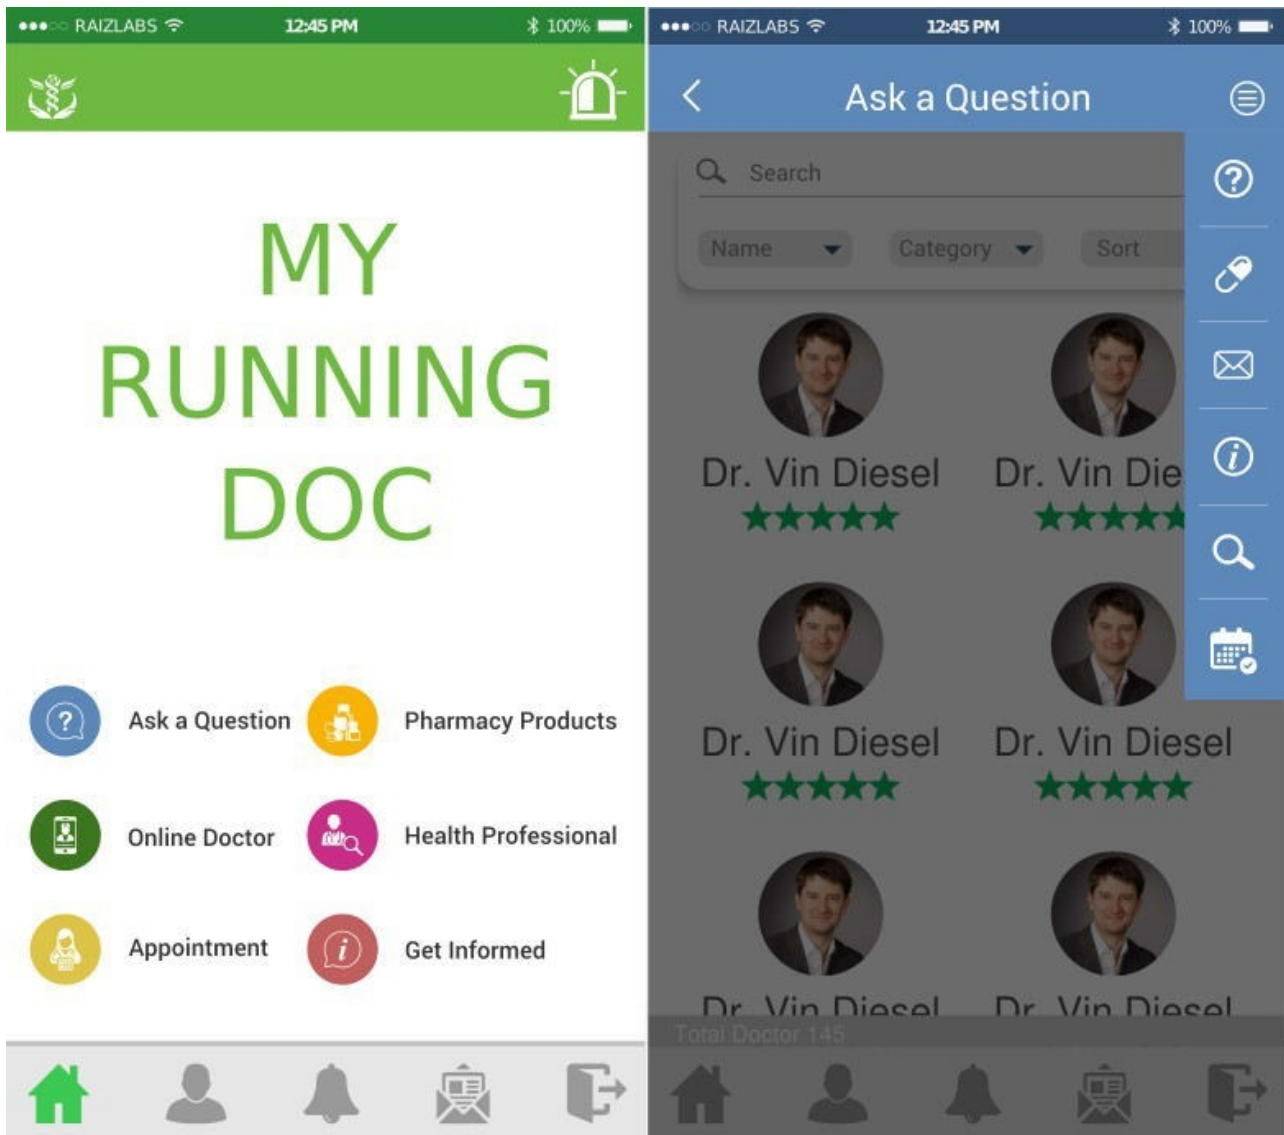 RAIZLABS 12:45 PM 100%
MY
RUNNING
DOC
Ask a Question Pharmacy Products
Online Doctor Health Professional
Appointment Get Informed
RAIZLABS 12:45 PM 100%
Ask a Question
Search
Name Category Sort
Dr. Vin Diesel Dr. Vin Die
Dr. Vin Diesel Dr. Vin Diesel
Dr. Vin Diesel Dr. Vin Diesel
Total Doctor 145